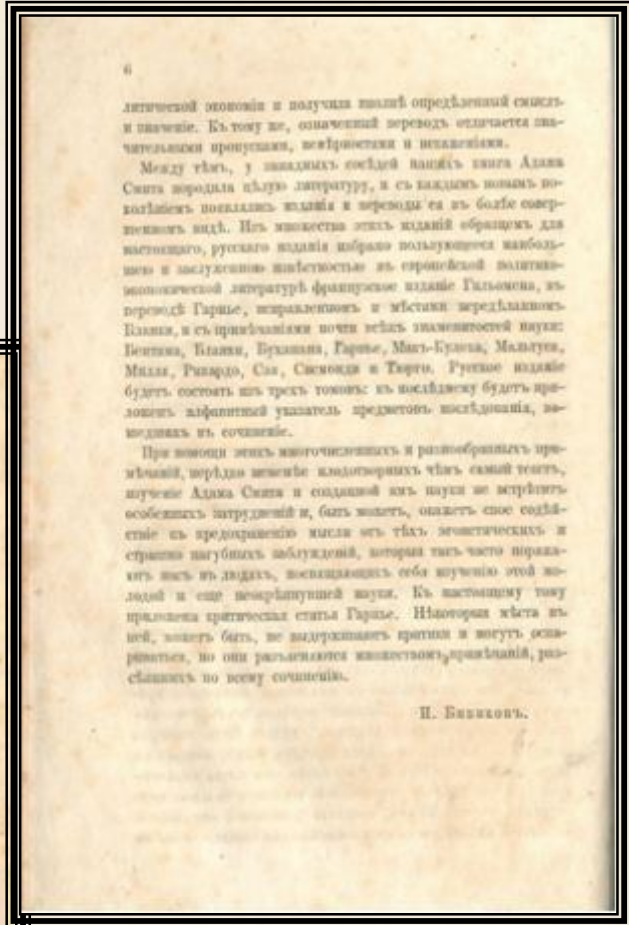 6
литической экономіи и получила вполнѣ опредѣленный смыслъ
и значеніе. Къ тому же, означенный переводъ отличается зна-
чительными пропусками, невѣрностями и искаженіями.
Между тѣмъ, у западныхъ сосѣдей нашихъ книга Адама
Смита породила цѣлую литературу, и съ каждымъ новымъ по-
колѣніемъ появлялись изданія и переводы ея въ болѣе совер-
шенномъ видѣ. Изъ множества этихъ изданій образцемъ для
настоящаго, русскаго изданія избрано пользующееся наиболь-
шею и заслуженною извѣстностью въ европейской политико-
экономической литературѣ французское изданіе Гильомена, въ
переводѣ Гарнье, исправленномъ и мѣстами передѣланномъ
Бланки, и съ примѣчаніями почти всѣхъ знаменитостей науки:
Бентама, Бланки, Буханана, Гарнье, Макъ-Кулоха, Мальтуса,
Милля, Рикардо, Сэя, Сисмонди и Тюрго. Русское изданіе
будетъ состоять изъ трехъ томовъ: къ послѣднему будетъ при-
ложенъ алфавитный указатель предметовъ изслѣдованія, во-
шедшихъ въ сочиненіе.
При помощи этихъ многочисленныхъ и разнообразныхъ при-
мѣчаній, нерѣдко неменѣе плодотворныхъ чѣмъ самый текстъ,
изученіе Адама Смита и созданной имъ науки не встрѣтитъ
особенныхъ затрудненій и, быть можетъ, окажетъ свое содѣй-
ствіе къ предохраненію мысли отъ тѣхъ эгоистическихъ и
страшно пагубныхъ заблужденій, которыя такъ часто поража-
ютъ насъ въ людяхъ, посвящающихъ себя изученію этой мо-
лодой и еще неокрѣпнувшей науки. Къ настоящему тому
приложена критическая статья Гарнье. Нѣкоторыя мѣста въ
ней, можетъ быть, не выдерживаютъ критики и могутъ оспа-
риваться, но они разъясняются множествомъ примѣчаній, раз-
сѣянныхъ по всему сочиненію.
П. Бибиковъ.